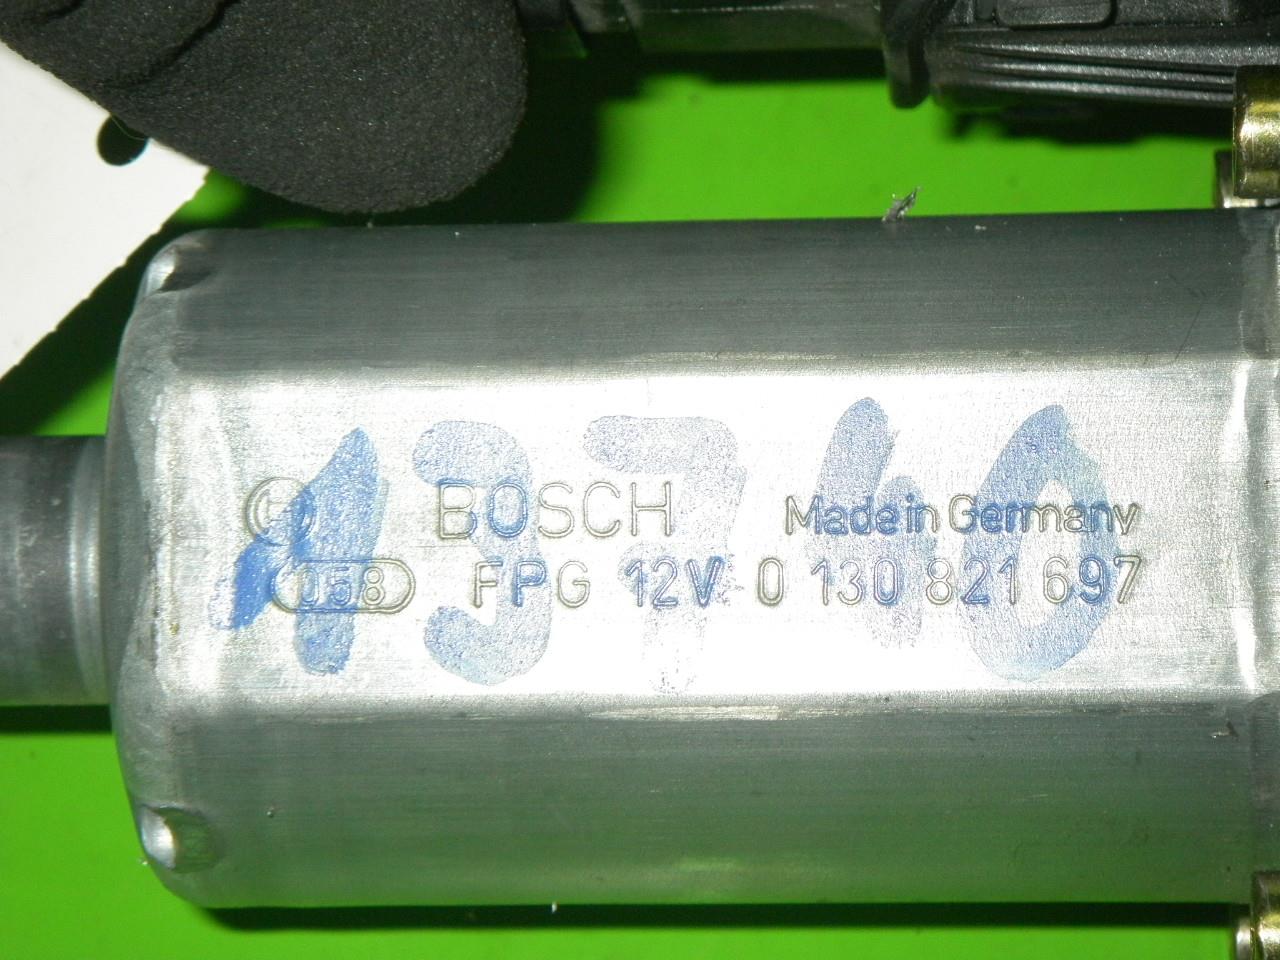 13740
BOSCH Made in Germany
058 FPG 12V 0 130 821 697